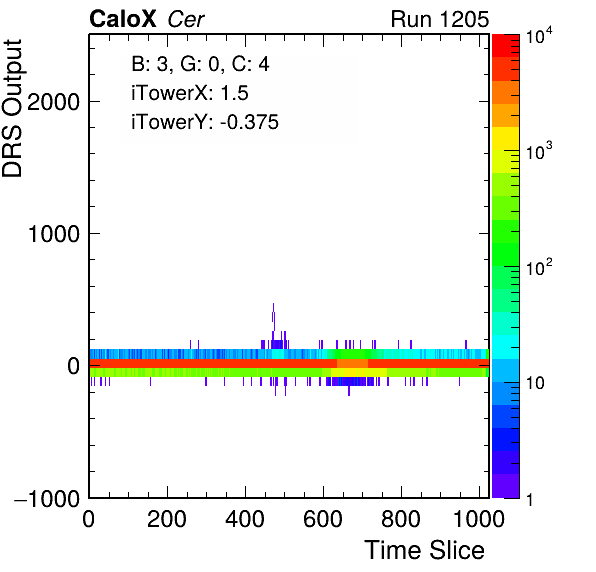 CaloX Cer Run 1205
DRS Output
B: 3, G: 0, C: 4
iTowerX: 1.5
iTowerY: -0.375
2000
1000
0
−1000
0 200 400 600 800 1000
Time Slice
10^4
10^3
10^2
10
1